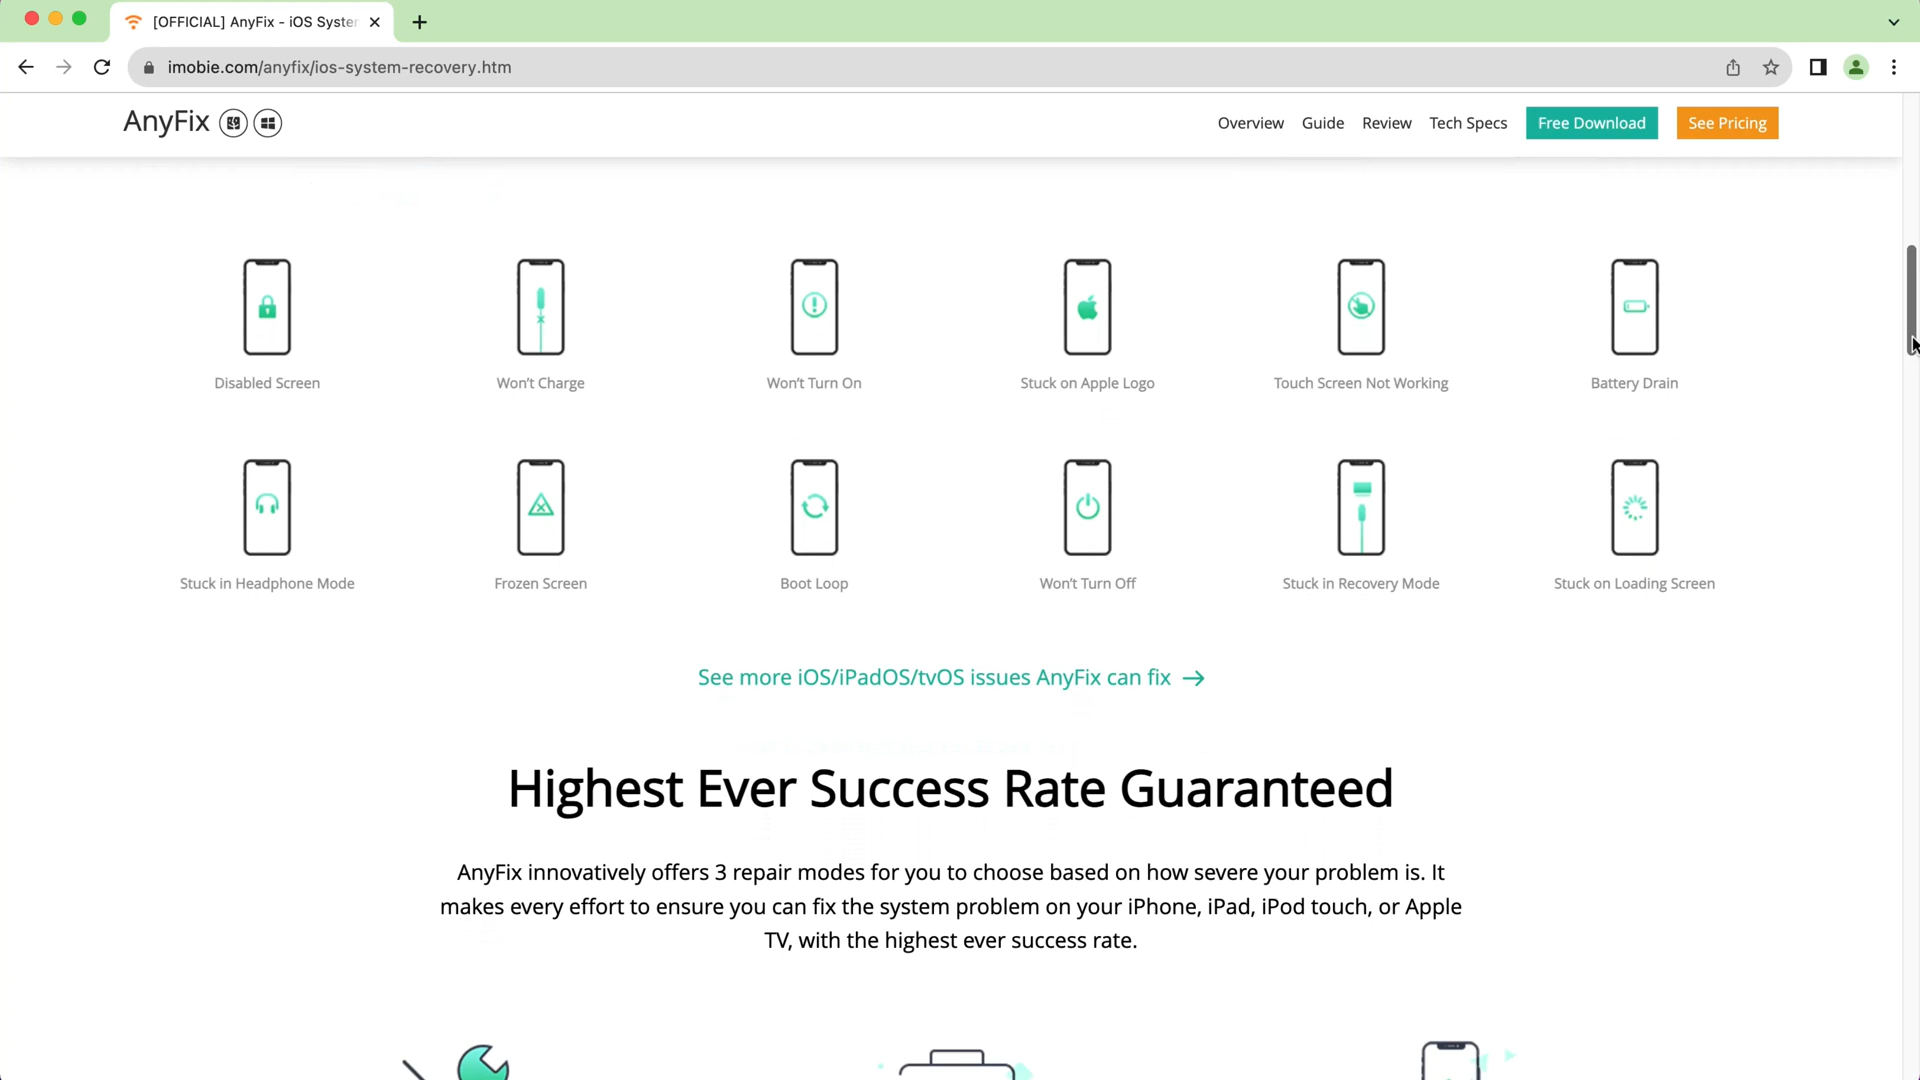 [OFFICIAL] AnyFix - iOS Syste
imobie.com/anyfix/ios-system-recovery.htm
AnyFix
Overview
Guide
Review
Tech Specs
Free Download
See Pricing
Disabled Screen
Won't Charge
Won't Turn On
Stuck on Apple Logo
Touch Screen Not Working
Battery Drain
Stuck in Headphone Mode
Frozen Screen
Boot Loop
Won't Turn Off
Stuck in Recovery Mode
Stuck on Loading Screen
See more iOS/iPadOS/tvOS issues AnyFix can fix →
Highest Ever Success Rate Guaranteed
AnyFix innovatively offers 3 repair modes for you to choose based on how severe your problem is. It
makes every effort to ensure you can fix the system problem on your iPhone, iPad, iPod touch, or Apple
TV, with the highest ever success rate.